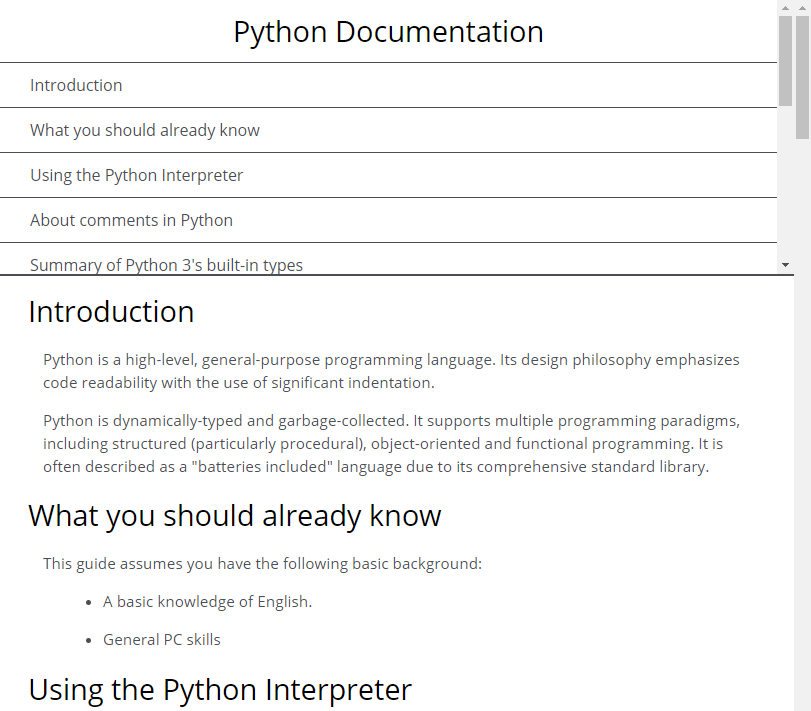 Python Documentation
Introduction
What you should already know
Using the Python Interpreter
About comments in Python
Summary of Python 3's built-in types
Introduction
Python is a high-level, general-purpose programming language. Its design philosophy emphasizes
code readability with the use of significant indentation.
Python is dynamically-typed and garbage-collected. It supports multiple programming paradigms,
including structured (particularly procedural), object-oriented and functional programming. It is
often described as a "batteries included" language due to its comprehensive standard library.
What you should already know
This guide assumes you have the following basic background:
• A basic knowledge of English.
• General PC skills
Using the Python Interpreter